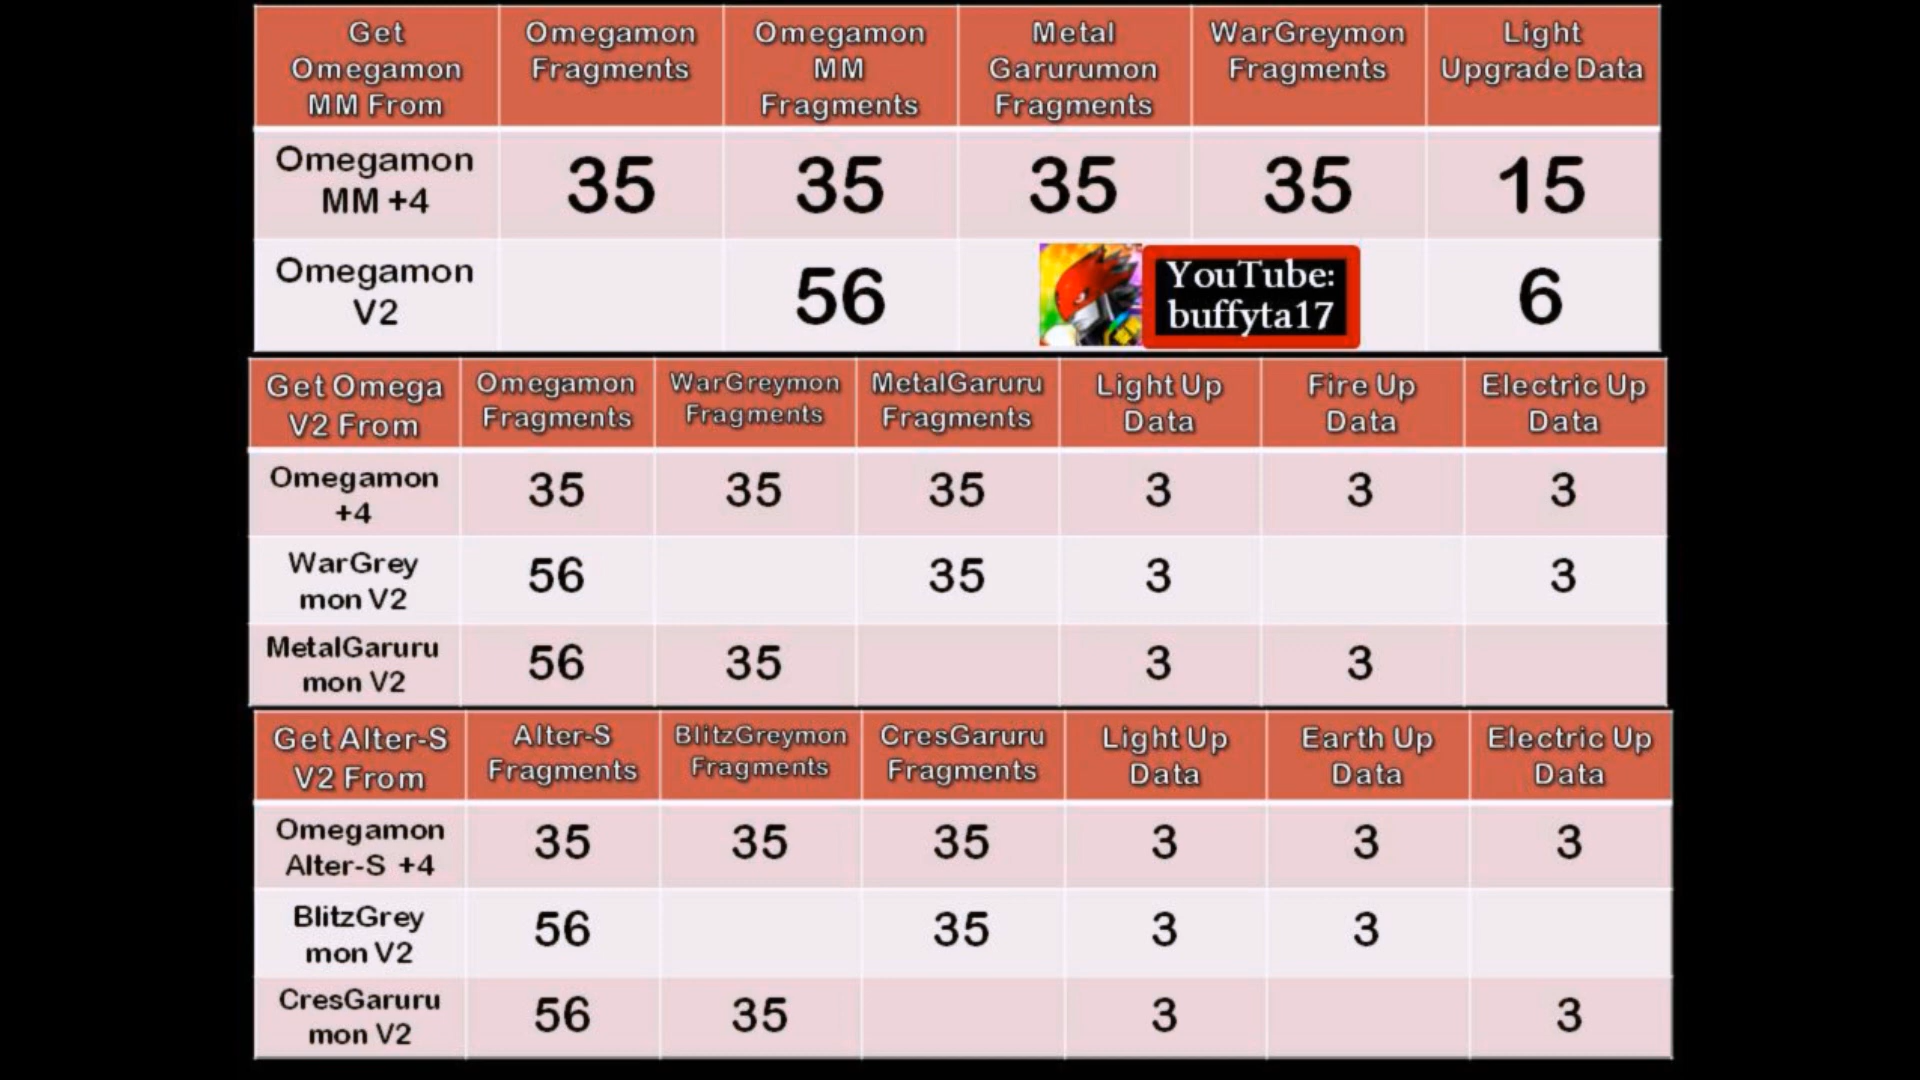 Get Omegamon MM From
Omegamon Fragments
Omegamon MM Fragments
Metal Garurumon Fragments
WarGreymon Fragments
Light Upgrade Data
Omegamon MM +4
35
35
35
35
15
Omegamon V2
56
YouTube:
buffyta17
6
Get Omega V2 From
Omegamon Fragments
WarGreymon Fragments
MetalGaruru Fragments
Light Up Data
Fire Up Data
Electric Up Data
Omegamon +4
35
35
35
3
3
3
WarGrey mon V2
56
35
3
3
MetalGaruru mon V2
56
35
3
3
Get Alter-S V2 From
Alter-S Fragments
BlitzGreymon Fragments
CresGaruru Fragments
Light Up Data
Earth Up Data
Electric Up Data
Omegamon Alter-S +4
35
35
35
3
3
3
BlitzGrey mon V2
56
35
3
3
CresGaruru mon V2
56
35
3
3